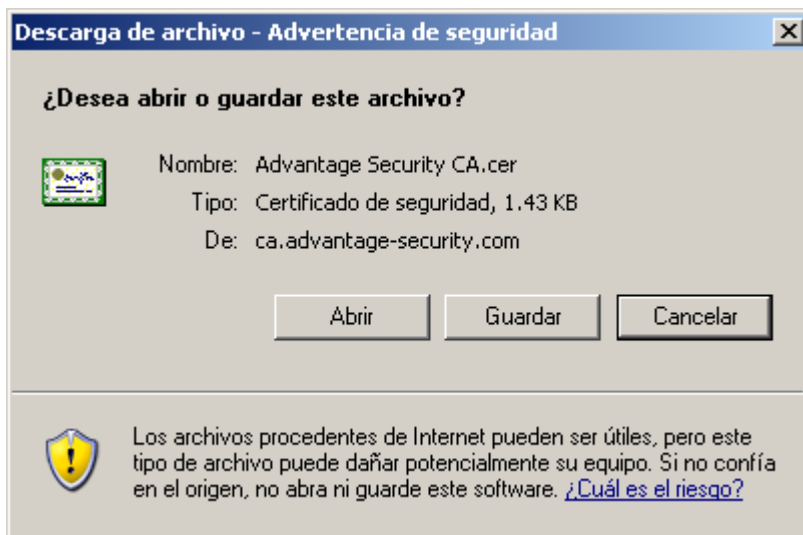 Descarga de archivo - Advertencia de seguridad
¿Desea abrir o guardar este archivo?
Nombre: Advantage Security CA.cer
Tipo: Certificado de seguridad, 1.43 KB
De: ca.advantage-security.com
Abrir Guardar Cancelar
Los archivos procedentes de Internet pueden ser útiles, pero este
tipo de archivo puede dañar potencialmente su equipo. Si no confía
en el origen, no abra ni guarde este software. ¿Cuál es el riesgo?